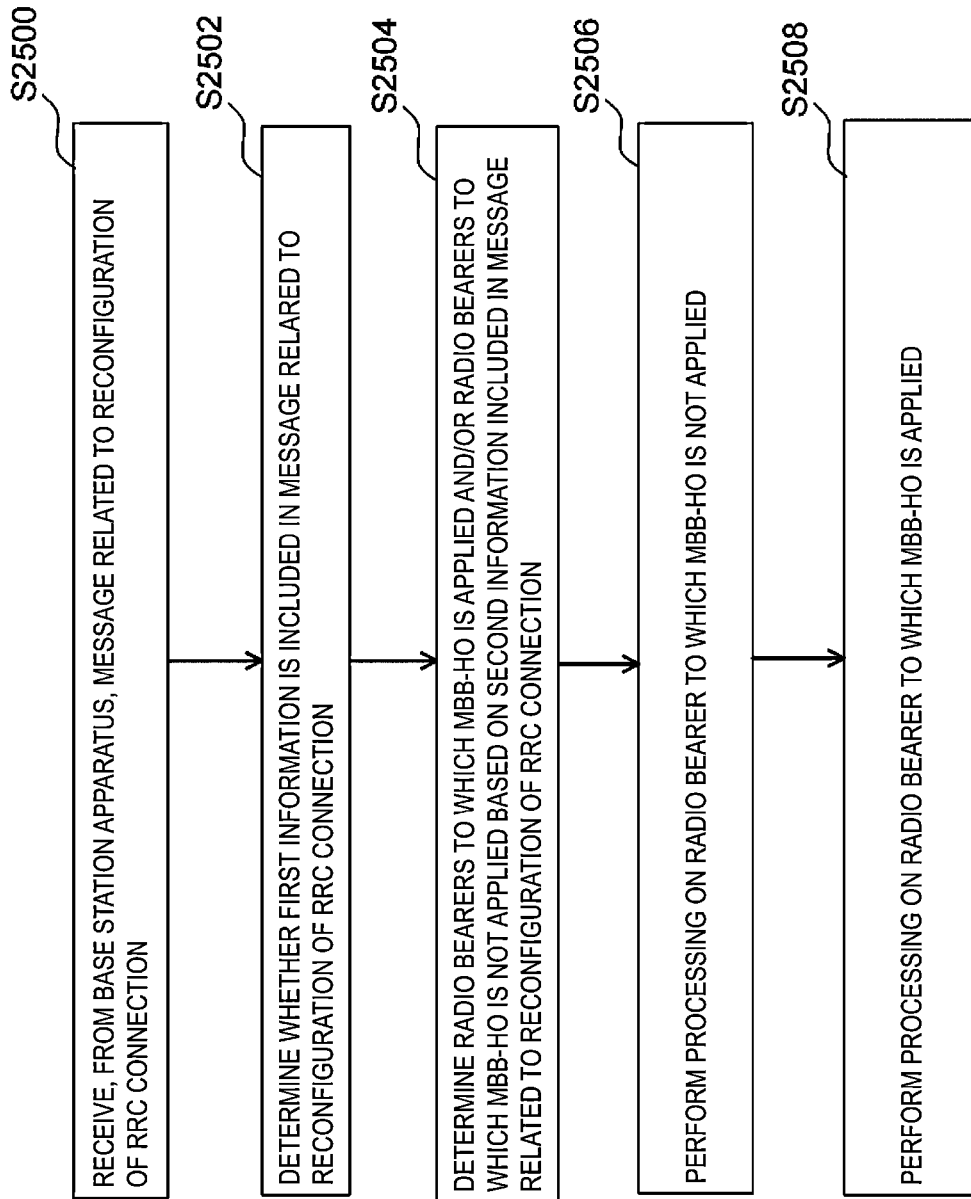 S2500
RECEIVE, FROM BASE STATION APPARATUS, MESSAGE RELATED TO RECONFIGURATION
OF RRC CONNECTION
S2502
DETERMINE WHETHER FIRST INFORMATION IS INCLUDED IN MESSAGE RELARED TO
RECONFIGURATION OF RRC CONNECTION
S2504
DETERMINE RADIO BEARERS TO WHICH MBB-HO IS APPLIED AND/OR RADIO BEARERS TO
WHICH MBB-HO IS NOT APPLIED BASED ON SECOND INFORMATION INCLUDED IN MESSAGE
RELATED TO RECONFIGURATION OF RRC CONNECTION
S2506
PERFORM PROCESSING ON RADIO BEARER TO WHICH MBB-HO IS NOT APPLIED
S2508
PERFORM PROCESSING ON RADIO BEARER TO WHICH MBB-HO IS APPLIED